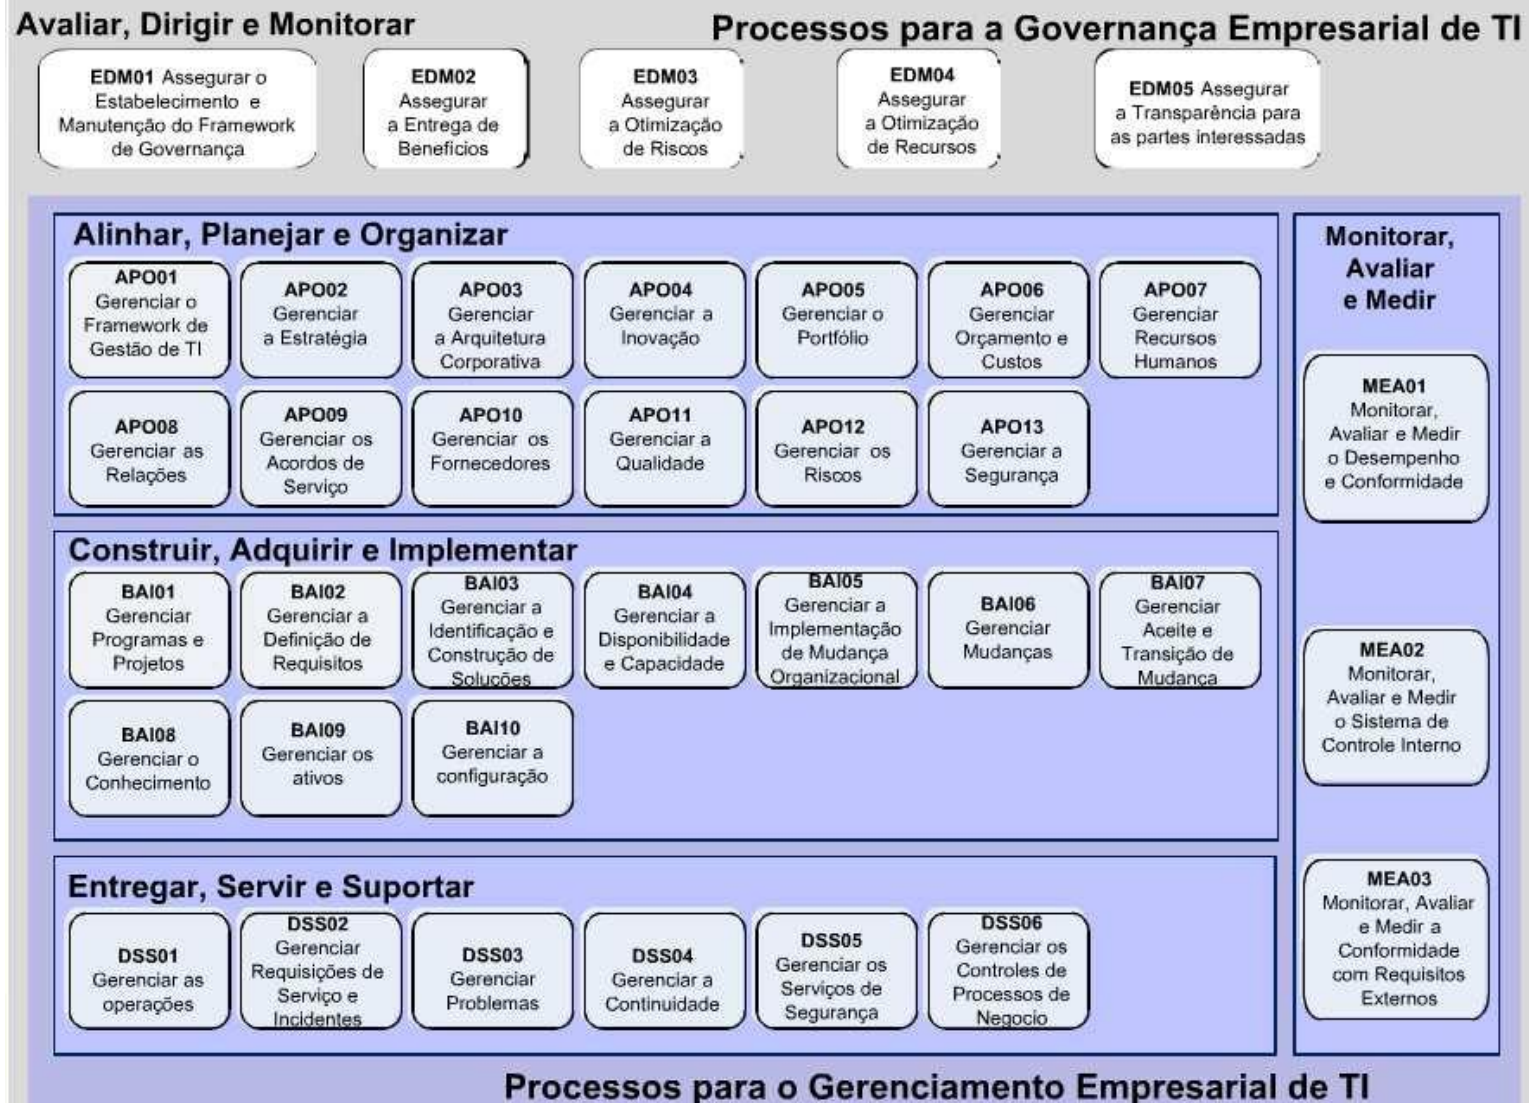 Avaliar, Dirigir e Monitorar
Processos para a Governança Empresarial de TI
EDM01 Assegurar o
Estabelecimento e
Manutenção do Framework
de Governança
EDM02
Assegurar
a Entrega de
Beneficios
EDM03
Assegurar
a Otimização
de Riscos
EDM04
Assegurar
a Otimização
de Recursos
EDM05 Assegurar
a Transparência para
as partes interessadas
Alinhar, Planejar e Organizar
APO01
Gerenciar o
Framework de
Gestão de TI
APO02
Gerenciar
a Estratégia
APO03
Gerenciar
a Arquitetura
Corporativa
APO04
Gerenciar a
Inovação
APO05
Gerenciar o
Portfólio
APO06
Gerenciar
Orçamento e
Custos
APO07
Gerenciar
Recursos
Humanos
APO08
Gerenciar as
Relações
APO09
Gerenciar os
Acordos de
Serviço
APO10
Gerenciar os
Fornecedores
APO11
Gerenciar a
Qualidade
APO12
Gerenciar os
Riscos
APO13
Gerenciar a
Segurança
Construir, Adquirir e Implementar
BAI01
Gerenciar
Programas e
Projetos
BAI02
Gerenciar a
Definição de
Requisitos
BAI03
Gerenciar a
Identificação e
Construção de
Soluções
BAI04
Gerenciar a
Disponibilidade
e Capacidade
BAI05
Gerenciar a
Implementação
de Mudança
Organizacional
BAI06
Gerenciar
Mudanças
BAI07
Gerenciar
Aceite e
Transição de
Mudança
BAI08
Gerenciar o
Conhecimento
BAI09
Gerenciar os
ativos
BAI10
Gerenciar a
configuração
Entregar, Servir e Suportar
DSS01
Gerenciar as
operações
DSS02
Gerenciar
Requisições de
Serviço e
Incidentes
DSS03
Gerenciar
Problemas
DSS04
Gerenciar a
Continuidade
DSS05
Gerenciar os
Serviços de
Segurança
DSS06
Gerenciar os
Controles de
Processos de
Negocio
Monitorar,
Avaliar
e Medir
MEA01
Monitorar,
Avaliar e Medir
o Desempenho
e Conformidade
MEA02
Monitorar,
Avaliar e Medir
o Sistema de
Controle Interno
MEA03
Monitorar, Avaliar
e Medir a
Conformidade
com Requisitos
Externos
Processos para o Gerenciamento Empresarial de TI